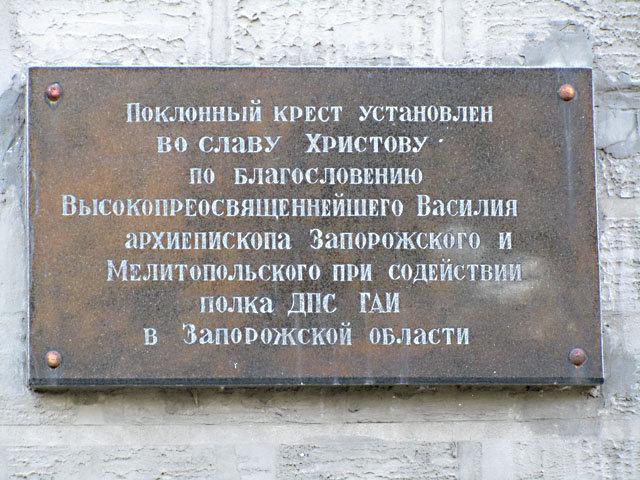 Поклонный крест установлен
во славу Христову
по благословению
Высокопреосвященнейшего Василия
архиепископа Запорожского и
Мелитопольского при содействии
полка ДПС ГАИ
в Запорожской области